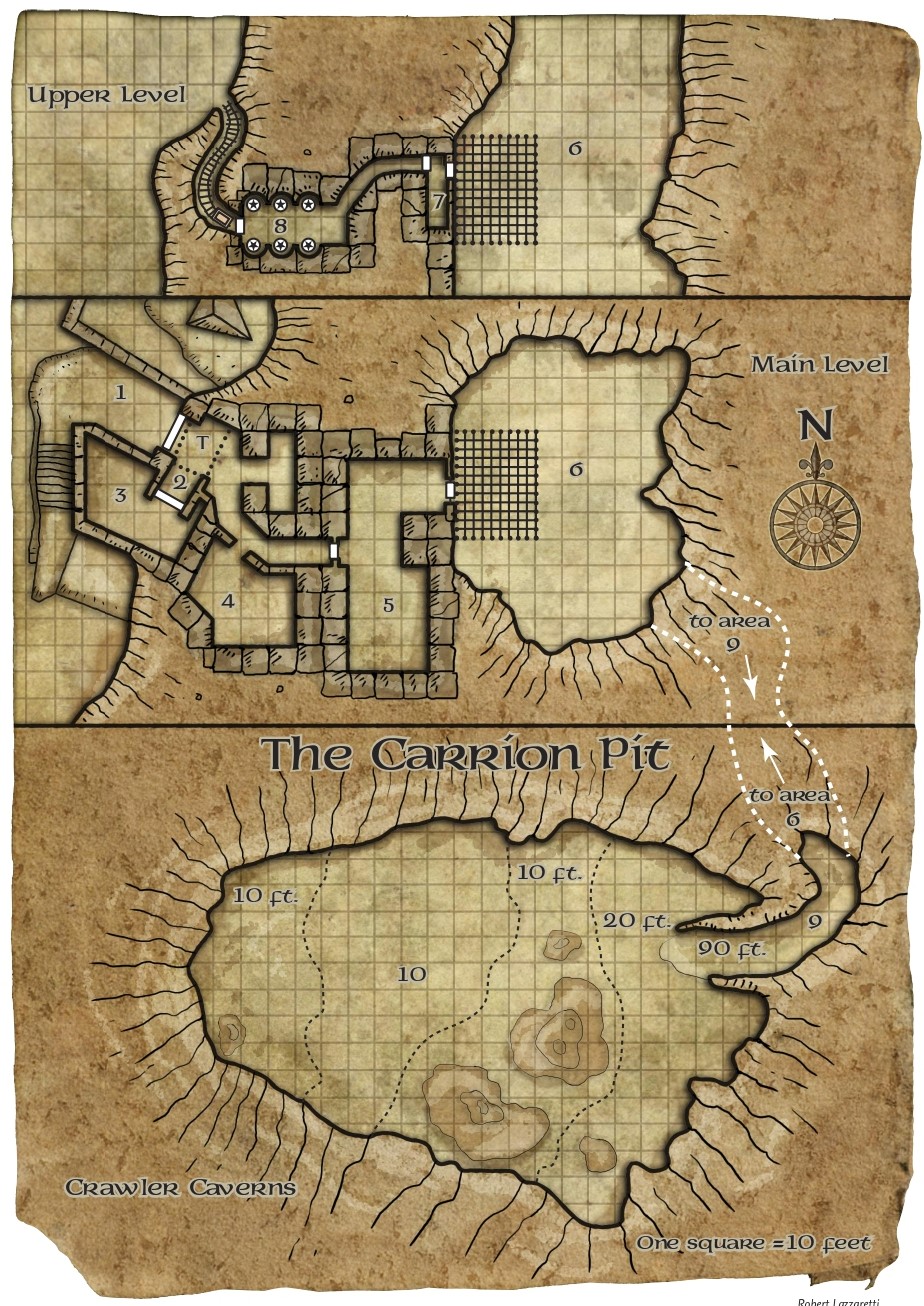 Upper Level
6
7
8
Main Level
1
N
T
6
2
3
to area
9
4
5
The Carrion Pit
to area
6
10 ft.
10 ft.
20 ft.
9
90 ft.
10
Crawler Caverns
One square =10 feet
Robert Lazzaretti